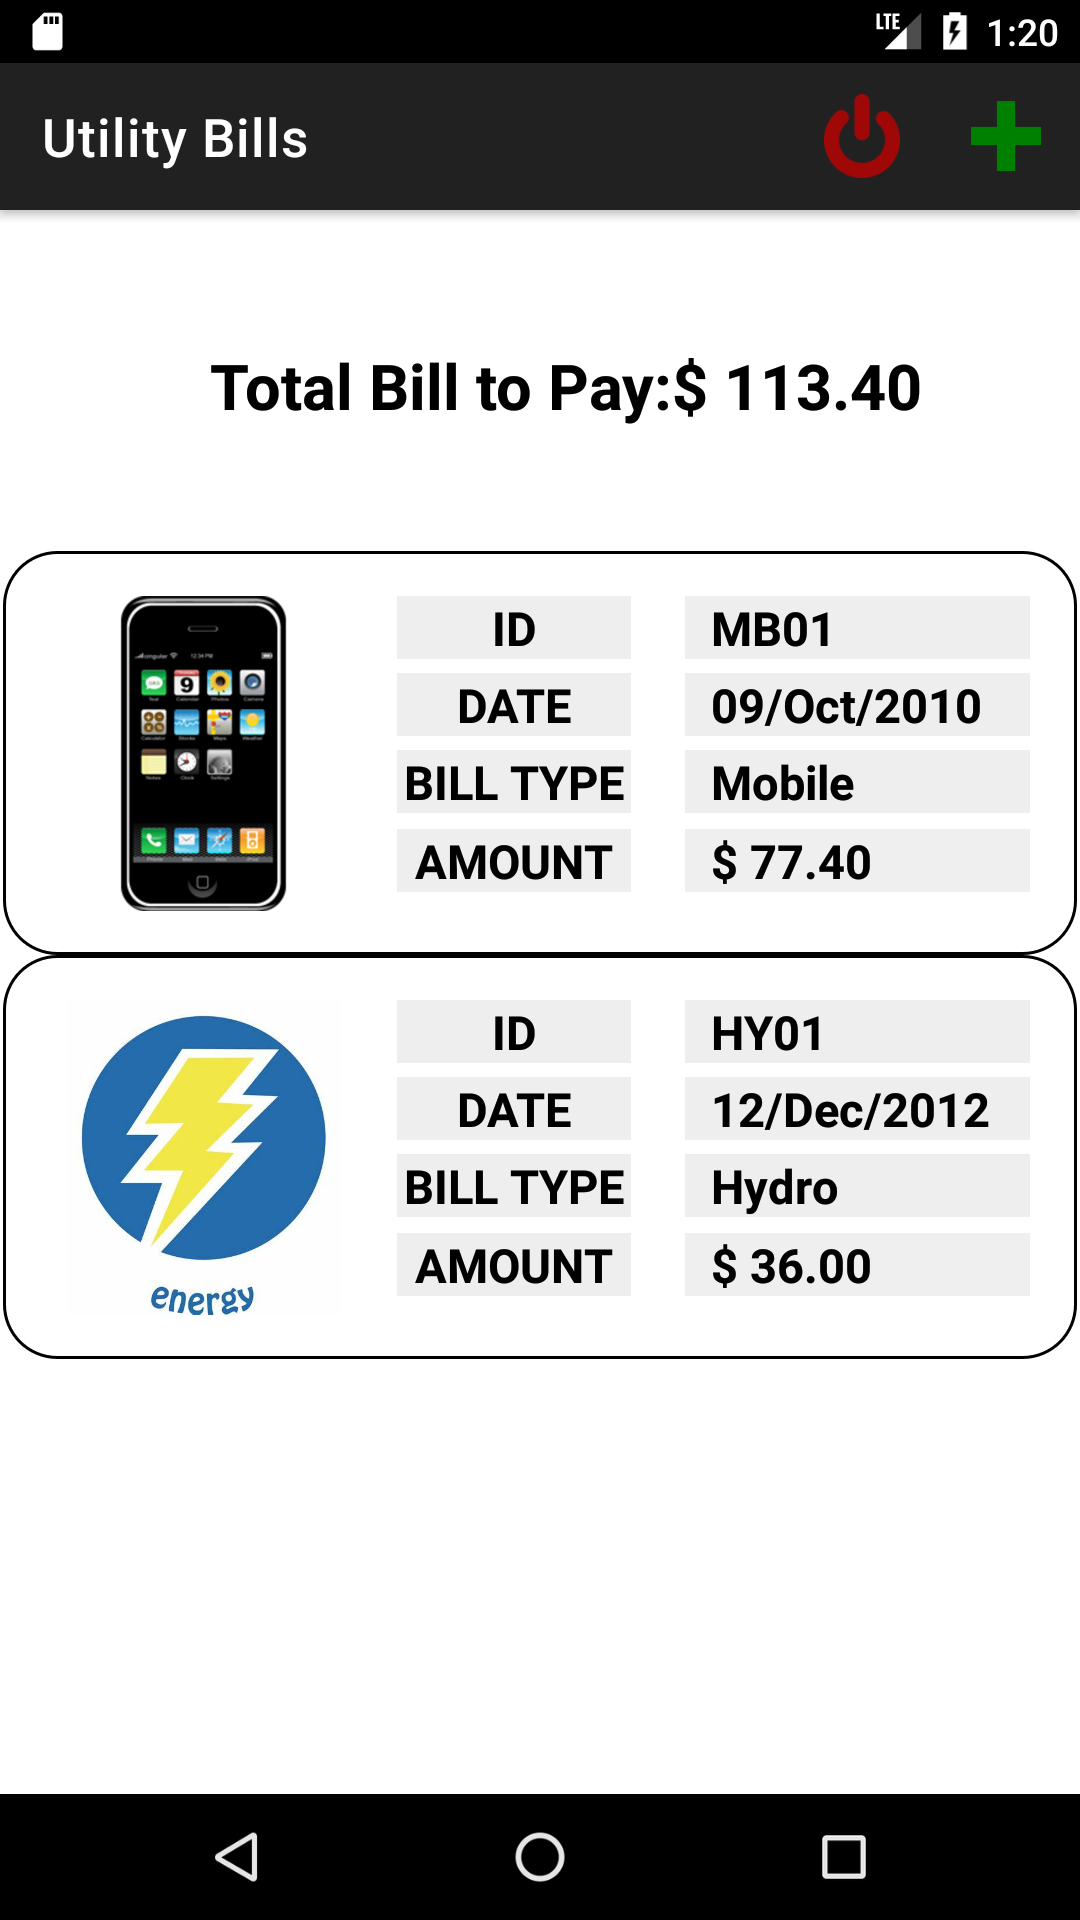 LTE 1:20
Utility Bills
Total Bill to Pay:$ 113.40
ID MB01
DATE 09/Oct/2010
BILL TYPE Mobile
AMOUNT $ 77.40
9
ID HY01
DATE 12/Dec/2012
BILL TYPE Hydro
AMOUNT $ 36.00
energy